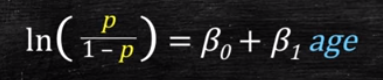 ln( p / 1 - p ) = β₀ + β₁ age